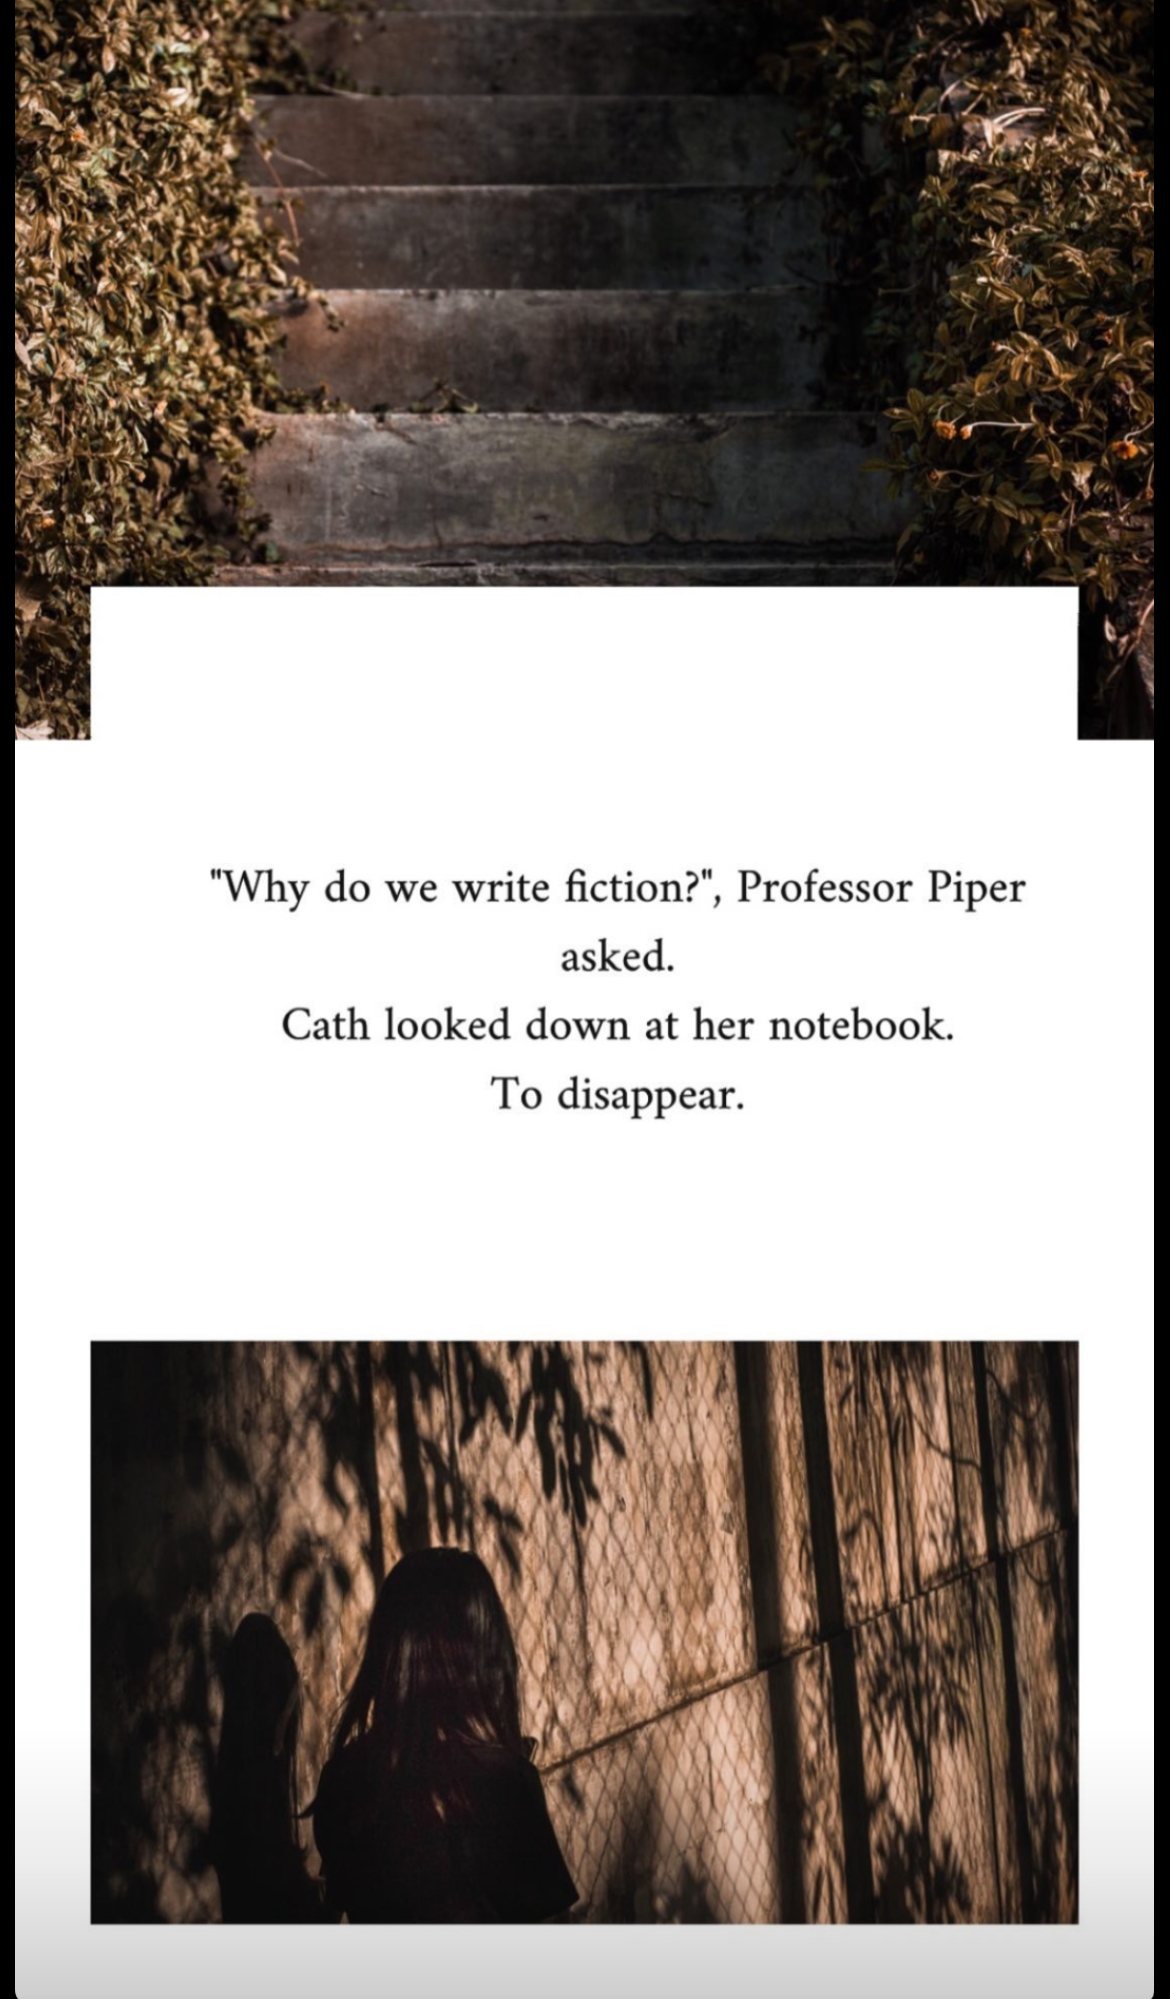 "Why do we write fiction?", Professor Piper
asked.
Cath looked down at her notebook.
To disappear.